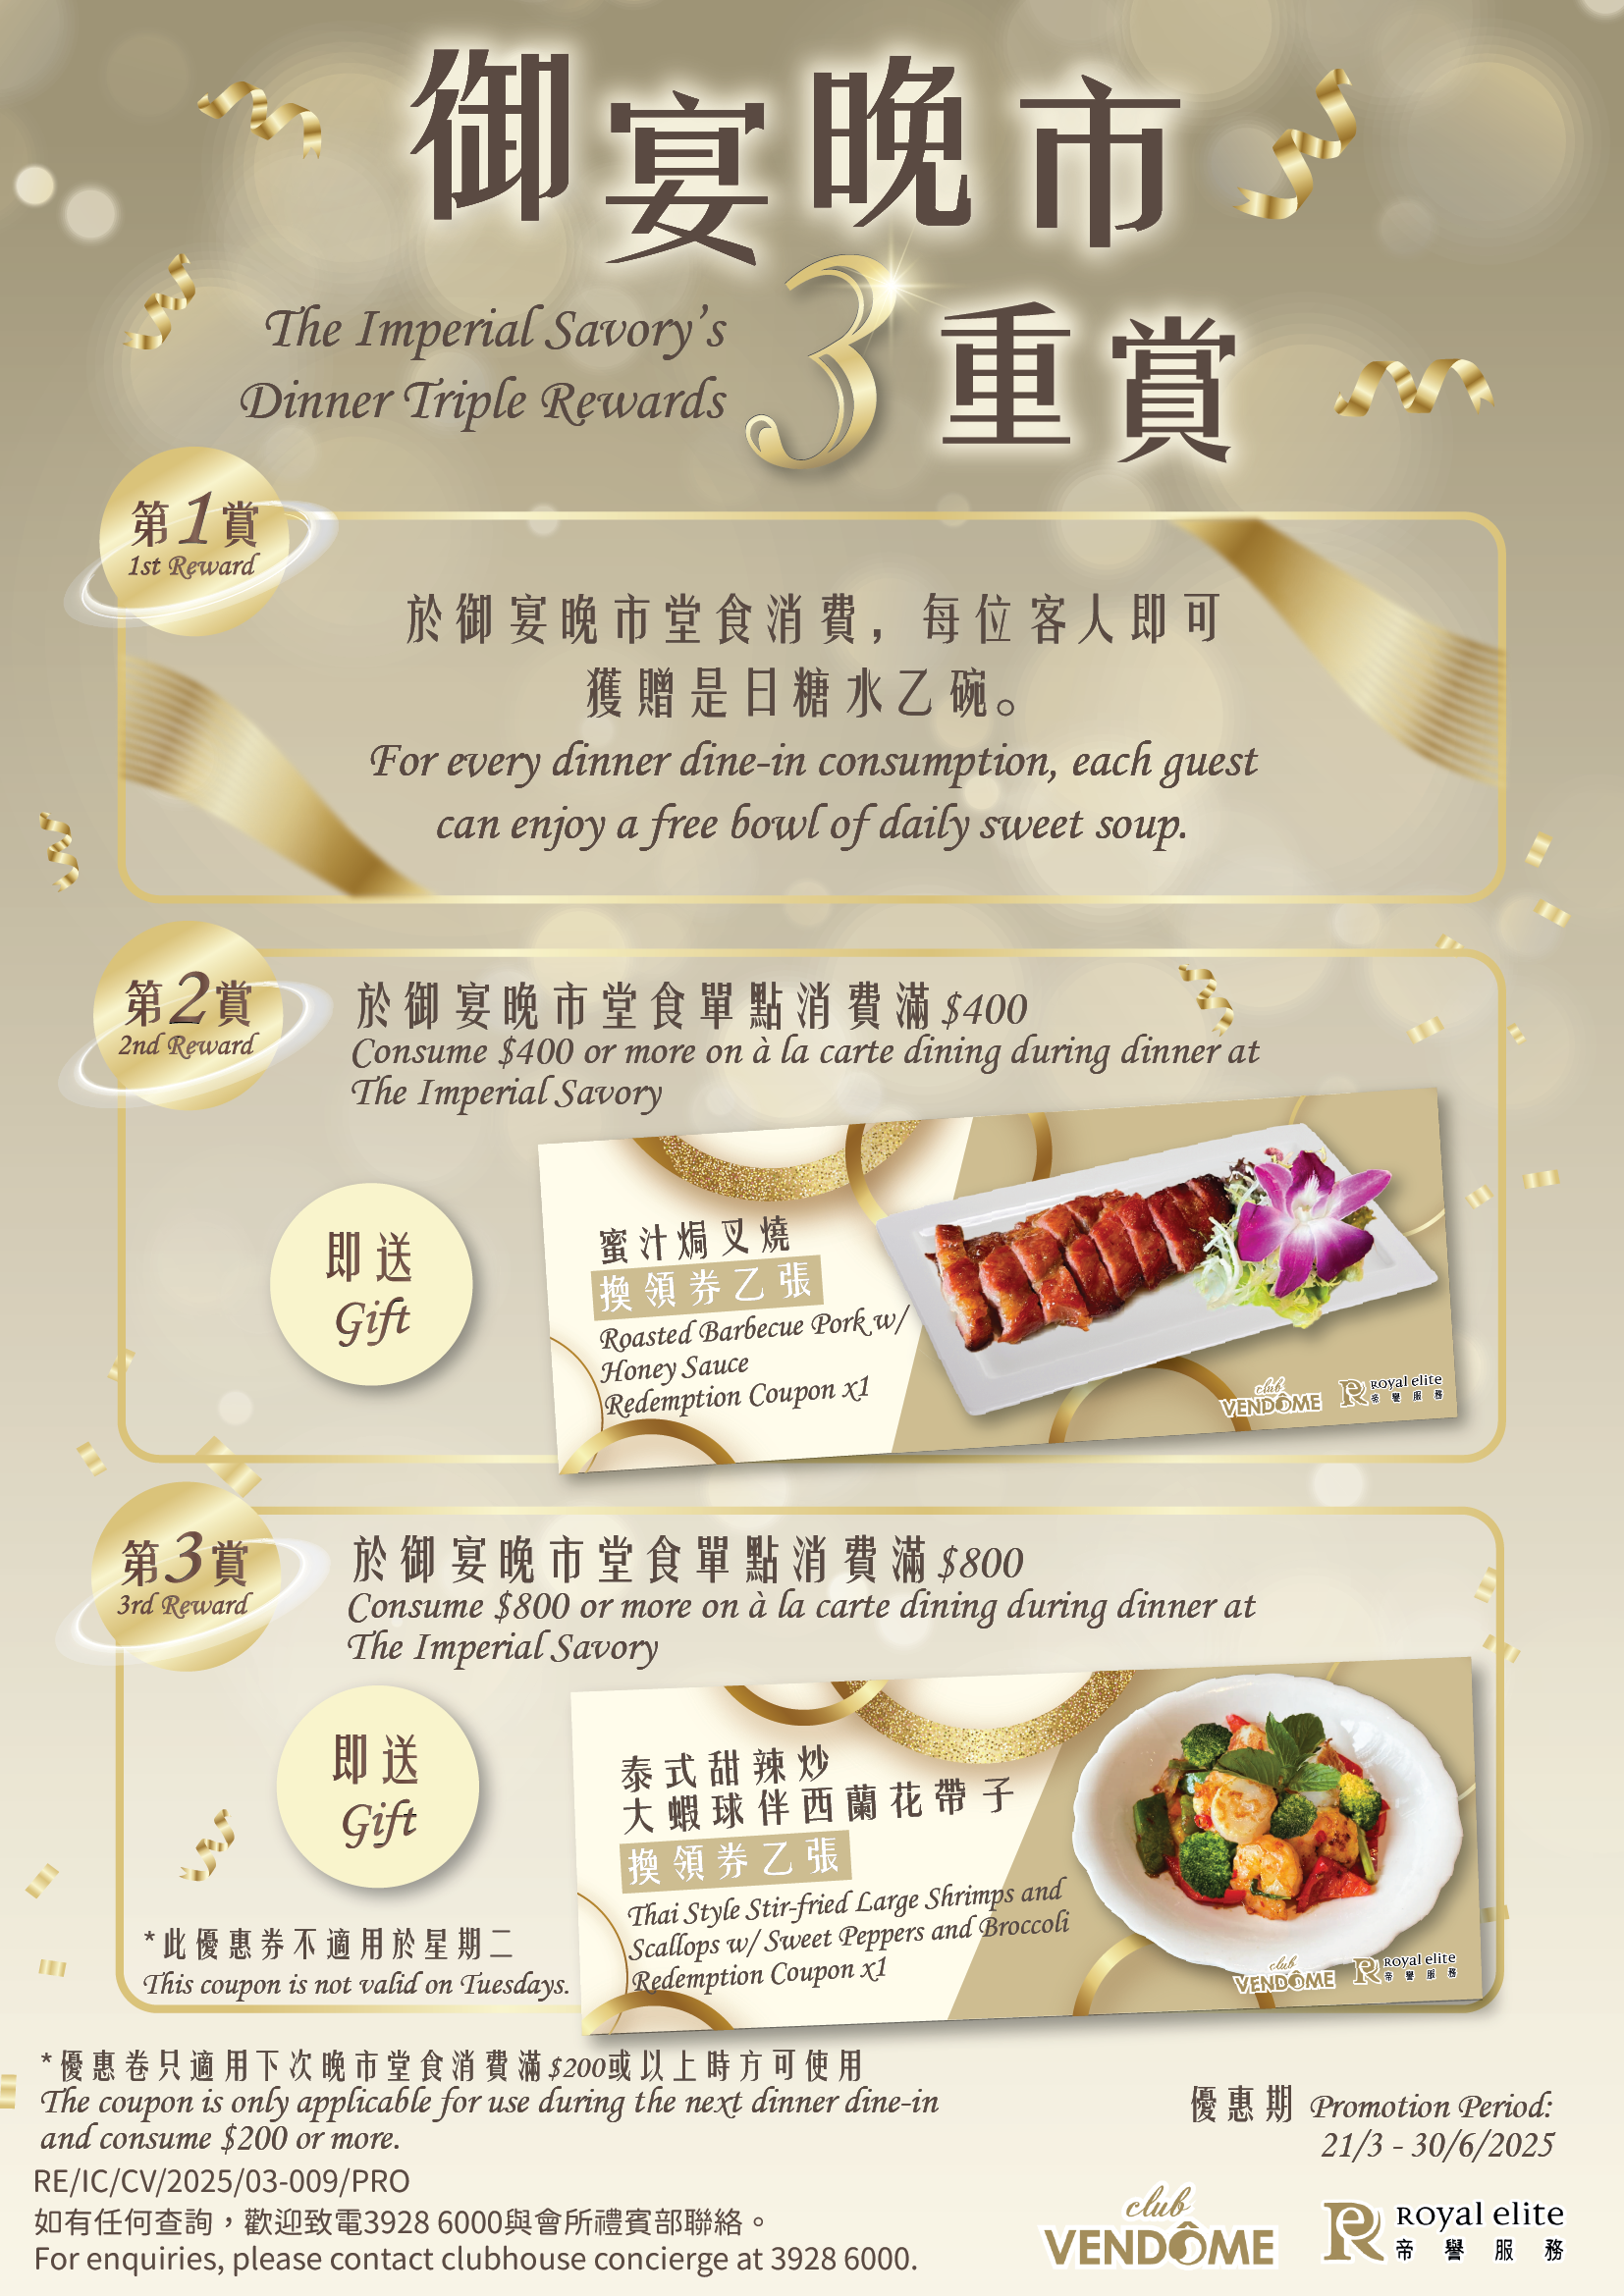 御宴晚市
The Imperial Savory's
Dinner Triple Rewards
3重賞
第1賞
1st Reward
於御宴晚市堂食消費，每位客人即可
獲贈是日糖水乙碗。
For every dinner dine-in consumption, each guest
can enjoy a free bowl of daily sweet soup.
第2賞
2nd Reward
於御宴晚市堂食單點消費滿$400
Consume $400 or more on à la carte dining during dinner at
The Imperial Savory
即送
Gift
蜜汁焗叉燒
換領券乙張
Roasted Barbecue Pork w/
Honey Sauce
Redemption Coupon x1
club
VENDÔME
Royal elite
帝譽服務
第3賞
3rd Reward
於御宴晚市堂食單點消費滿$800
Consume $800 or more on à la carte dining during dinner at
The Imperial Savory
即送
Gift
泰式甜辣炒
大蝦球伴西蘭花帶子
換領券乙張
Thai Style Stir-fried Large Shrimps and
Scallops w/ Sweet Peppers and Broccoli
Redemption Coupon x1
club
VENDÔME
Royal elite
帝譽服務
*此優惠券不適用於星期二
This coupon is not valid on Tuesdays.
*優惠卷只適用下次晚市堂食消費滿$200或以上時方可使用
The coupon is only applicable for use during the next dinner dine-in
and consume $200 or more.
優惠期 Promotion Period:
21/3 - 30/6/2025
RE/IC/CV/2025/03-009/PRO
如有任何查詢，歡迎致電3928 6000與會所禮賓部聯絡。
For enquiries, please contact clubhouse concierge at 3928 6000.
club
VENDÔME
Royal elite
帝譽服務